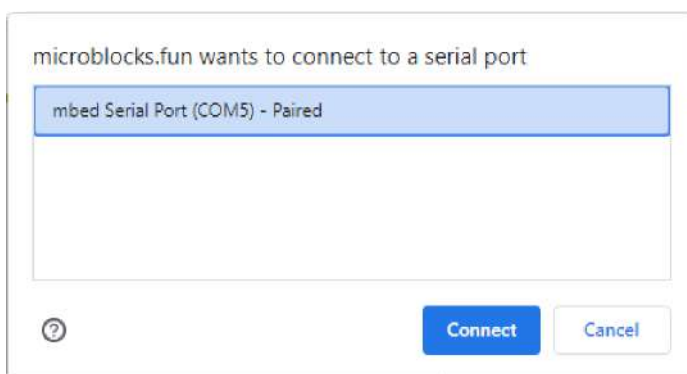 microblocks.fun wants to connect to a serial port
mbed Serial Port (COM5) - Paired
?
Connect
Cancel